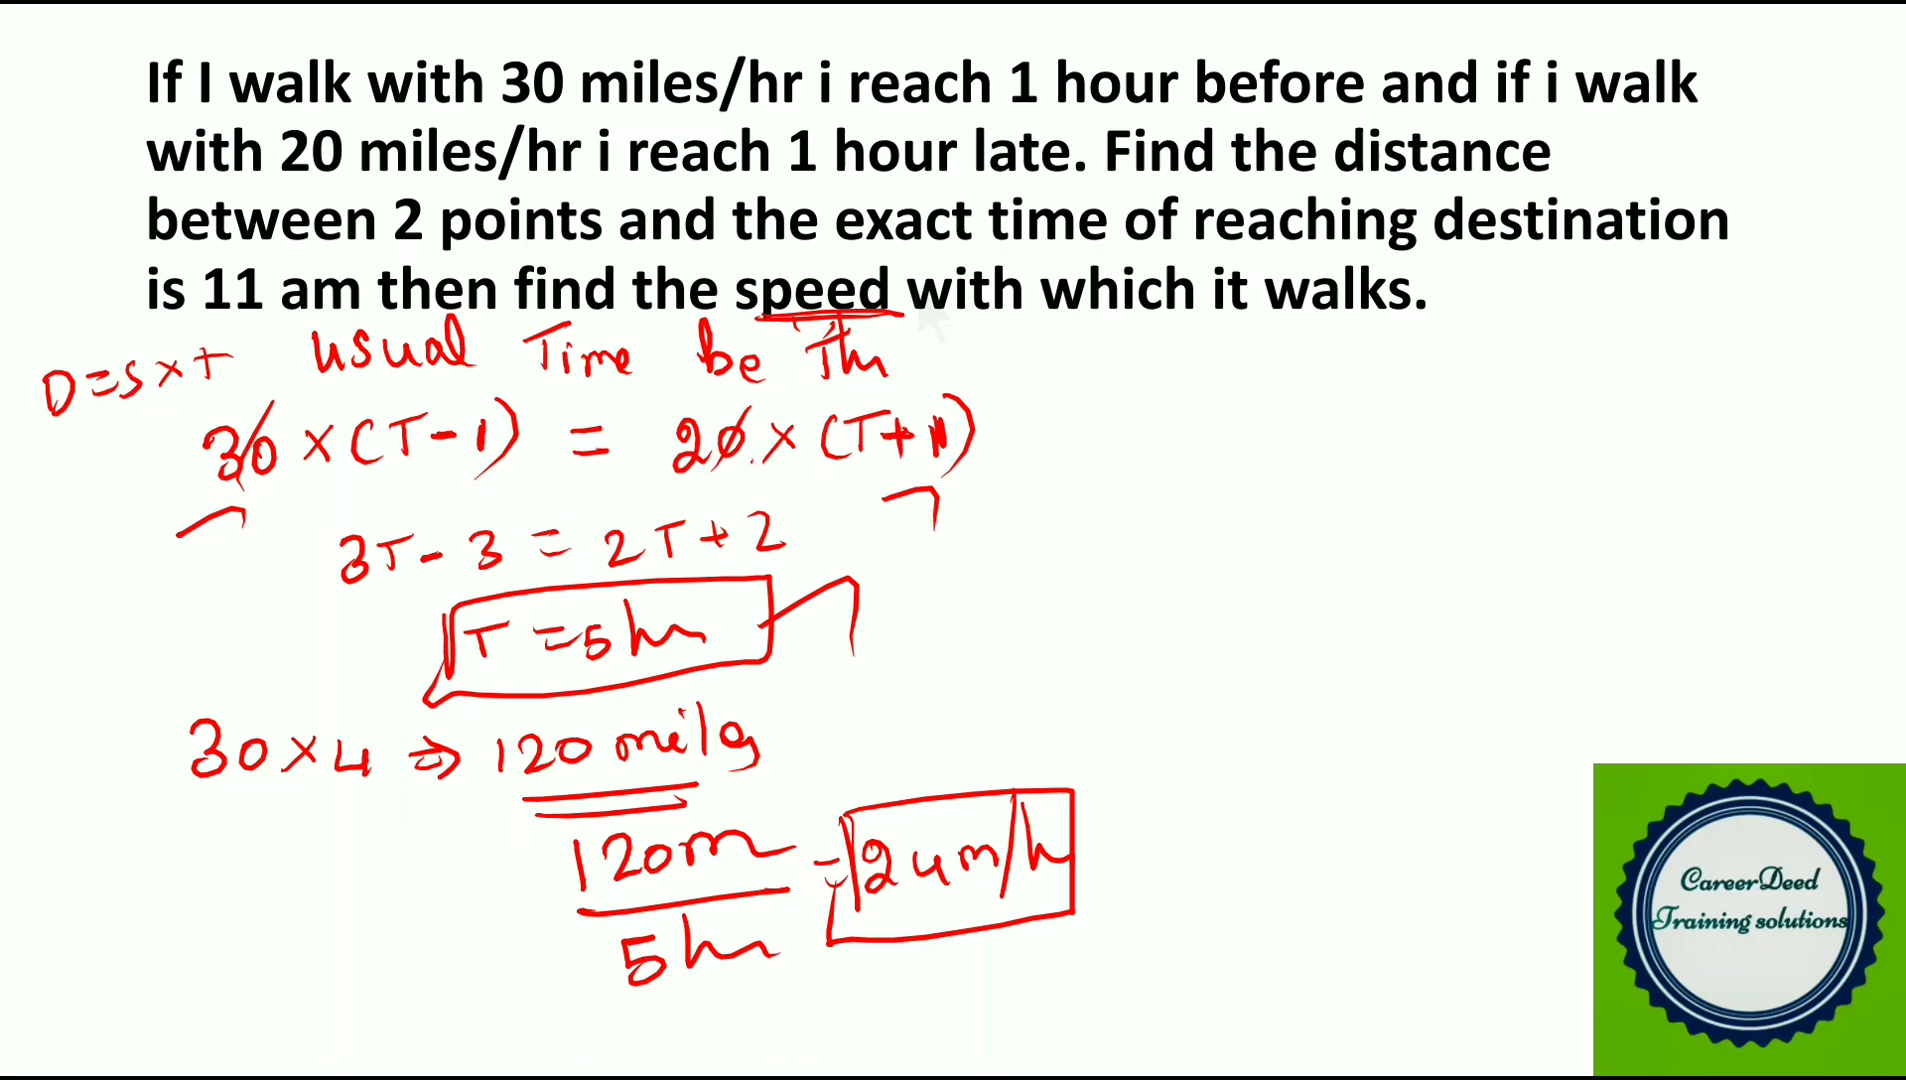 If I walk with 30 miles/hr i reach 1 hour before and if i walk
with 20 miles/hr i reach 1 hour late. Find the distance
between 2 points and the exact time of reaching destination
is 11 am then find the speed with which it walks.
D=S×T usual Time be Thr
30 × (T-1) = 20 × (T+1)
3T - 3 = 2T + 2
T = 5hr
30×4 ⇒ 120 miles
120m
= 24m/h
5hr
CareerDeed
Training solutions